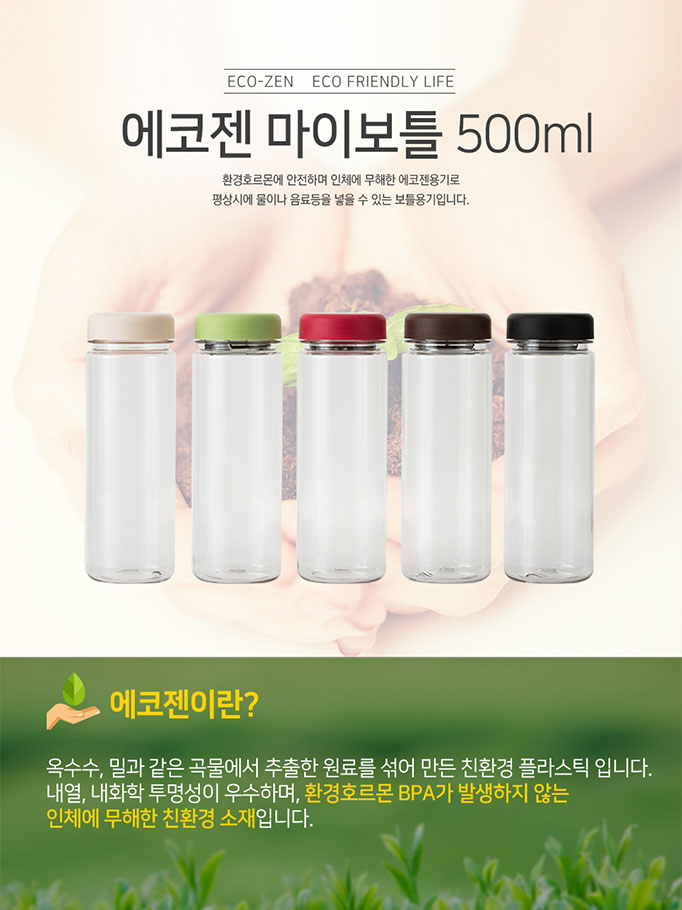 ECO-ZEN ECO FRIENDLY LIFE
에코젠 마이보틀 500ml
환경호르몬에 안전하며 인체에 무해한 에코젠용기로
평상시에 물이나 음료등을 넣을 수 있는 보틀용기입니다.
에코젠이란?
옥수수, 밀과 같은 곡물에서 추출한 원료를 섞어 만든 친환경 플라스틱 입니다.
내열, 내화학 투명성이 우수하며, 환경호르몬 BPA가 발생하지 않는
인체에 무해한 친환경 소재입니다.